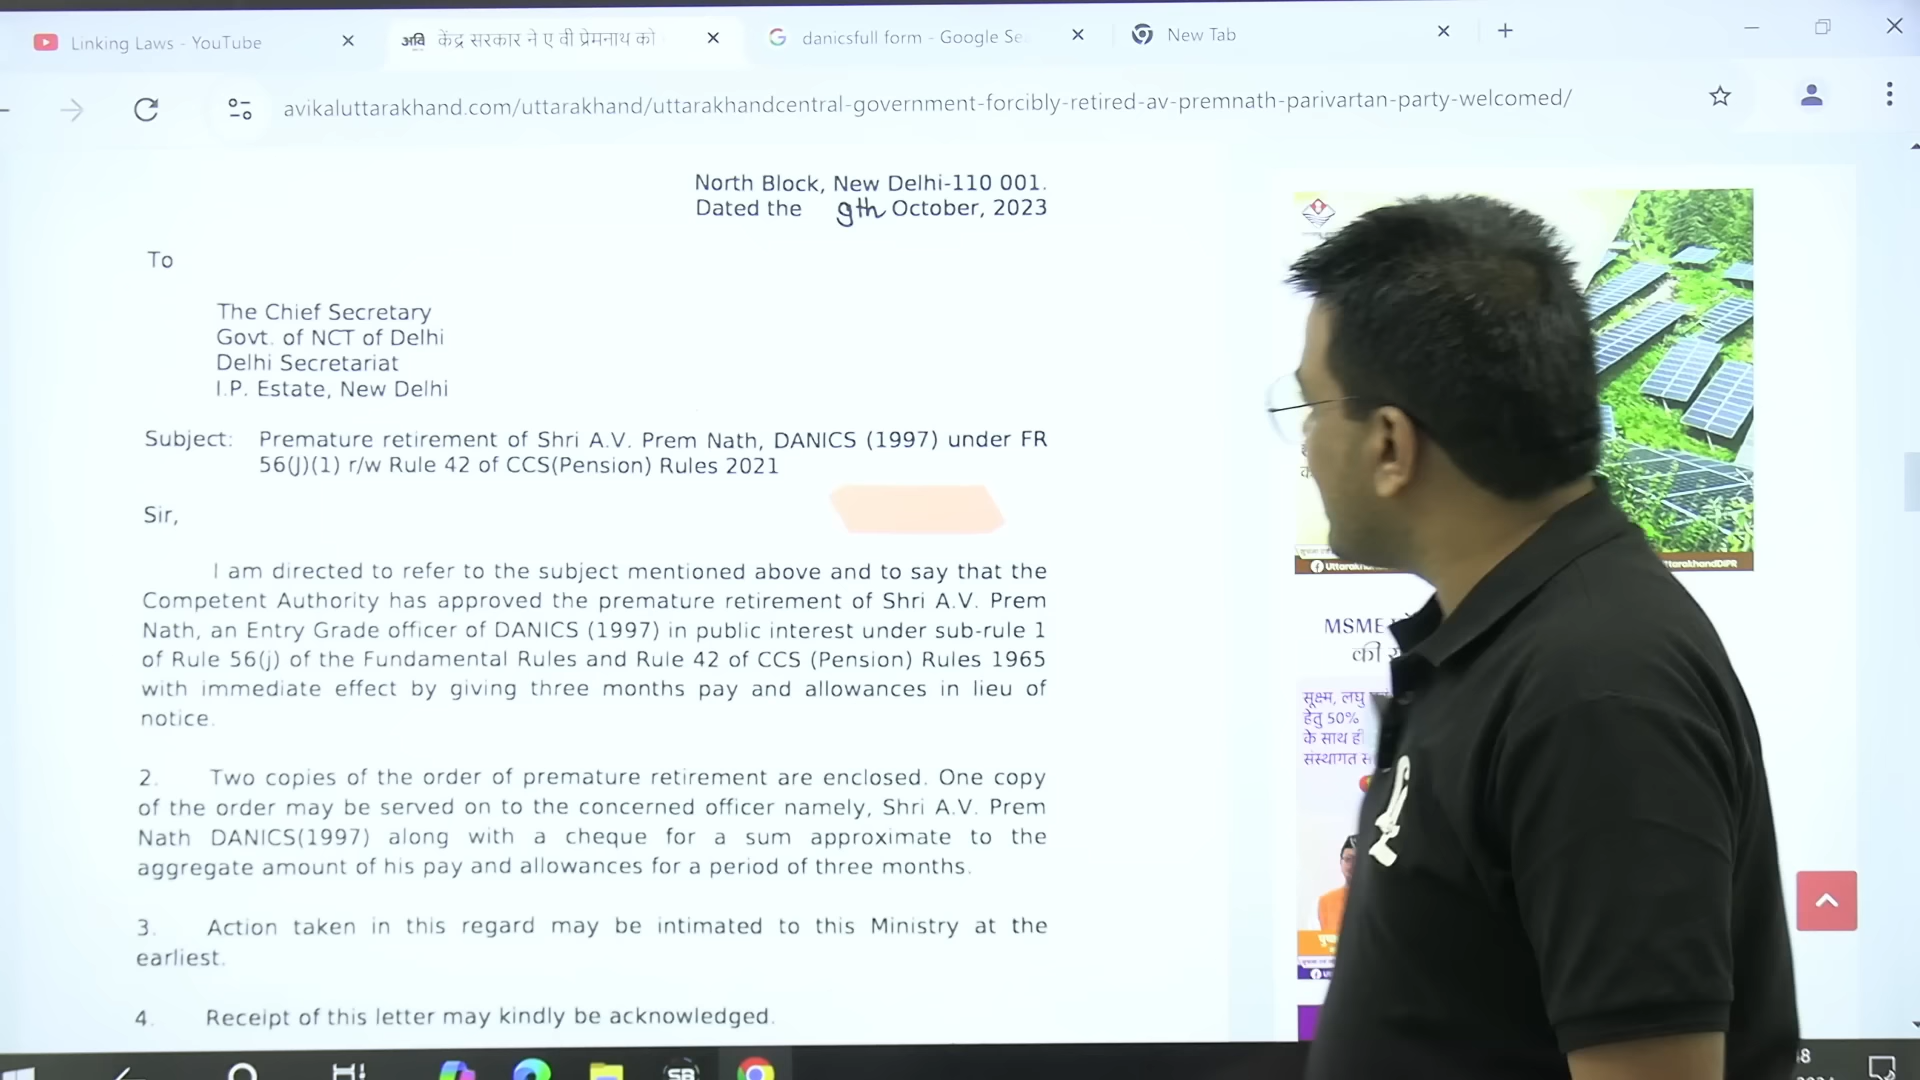 Linking Laws - YouTube
केंद्र सरकार ने ए वी प्रेमनाथ को
danicsfull form - Google Se
New Tab
avikaluttarakhand.com/uttarakhand/uttarakhandcentral-government-forcibly-retired-av-premnath-parivartan-party-welcomed/
North Block, New Delhi-110 001.
Dated the 9th October, 2023
To
The Chief Secretary
Govt. of NCT of Delhi
Delhi Secretariat
I.P. Estate, New Delhi
Subject: Premature retirement of Shri A.V. Prem Nath, DANICS (1997) under FR
56(J)(1) r/w Rule 42 of CCS(Pension) Rules 2021
Sir,
I am directed to refer to the subject mentioned above and to say that the
Competent Authority has approved the premature retirement of Shri A.V. Prem
Nath, an Entry Grade officer of DANICS (1997) in public interest under sub-rule 1
of Rule 56(j) of the Fundamental Rules and Rule 42 of CCS (Pension) Rules 1965
with immediate effect by giving three months pay and allowances in lieu of
notice.
2. Two copies of the order of premature retirement are enclosed. One copy
of the order may be served on to the concerned officer namely, Shri A.V. Prem
Nath DANICS(1997) along with a cheque for a sum approximate to the
aggregate amount of his pay and allowances for a period of three months.
3. Action taken in this regard may be intimated to this Ministry at the
earliest.
4. Receipt of this letter may kindly be acknowledged.
MSME
की
सूक्ष्म, लघु
हेतु 50%
के साथ ही
संस्थागत